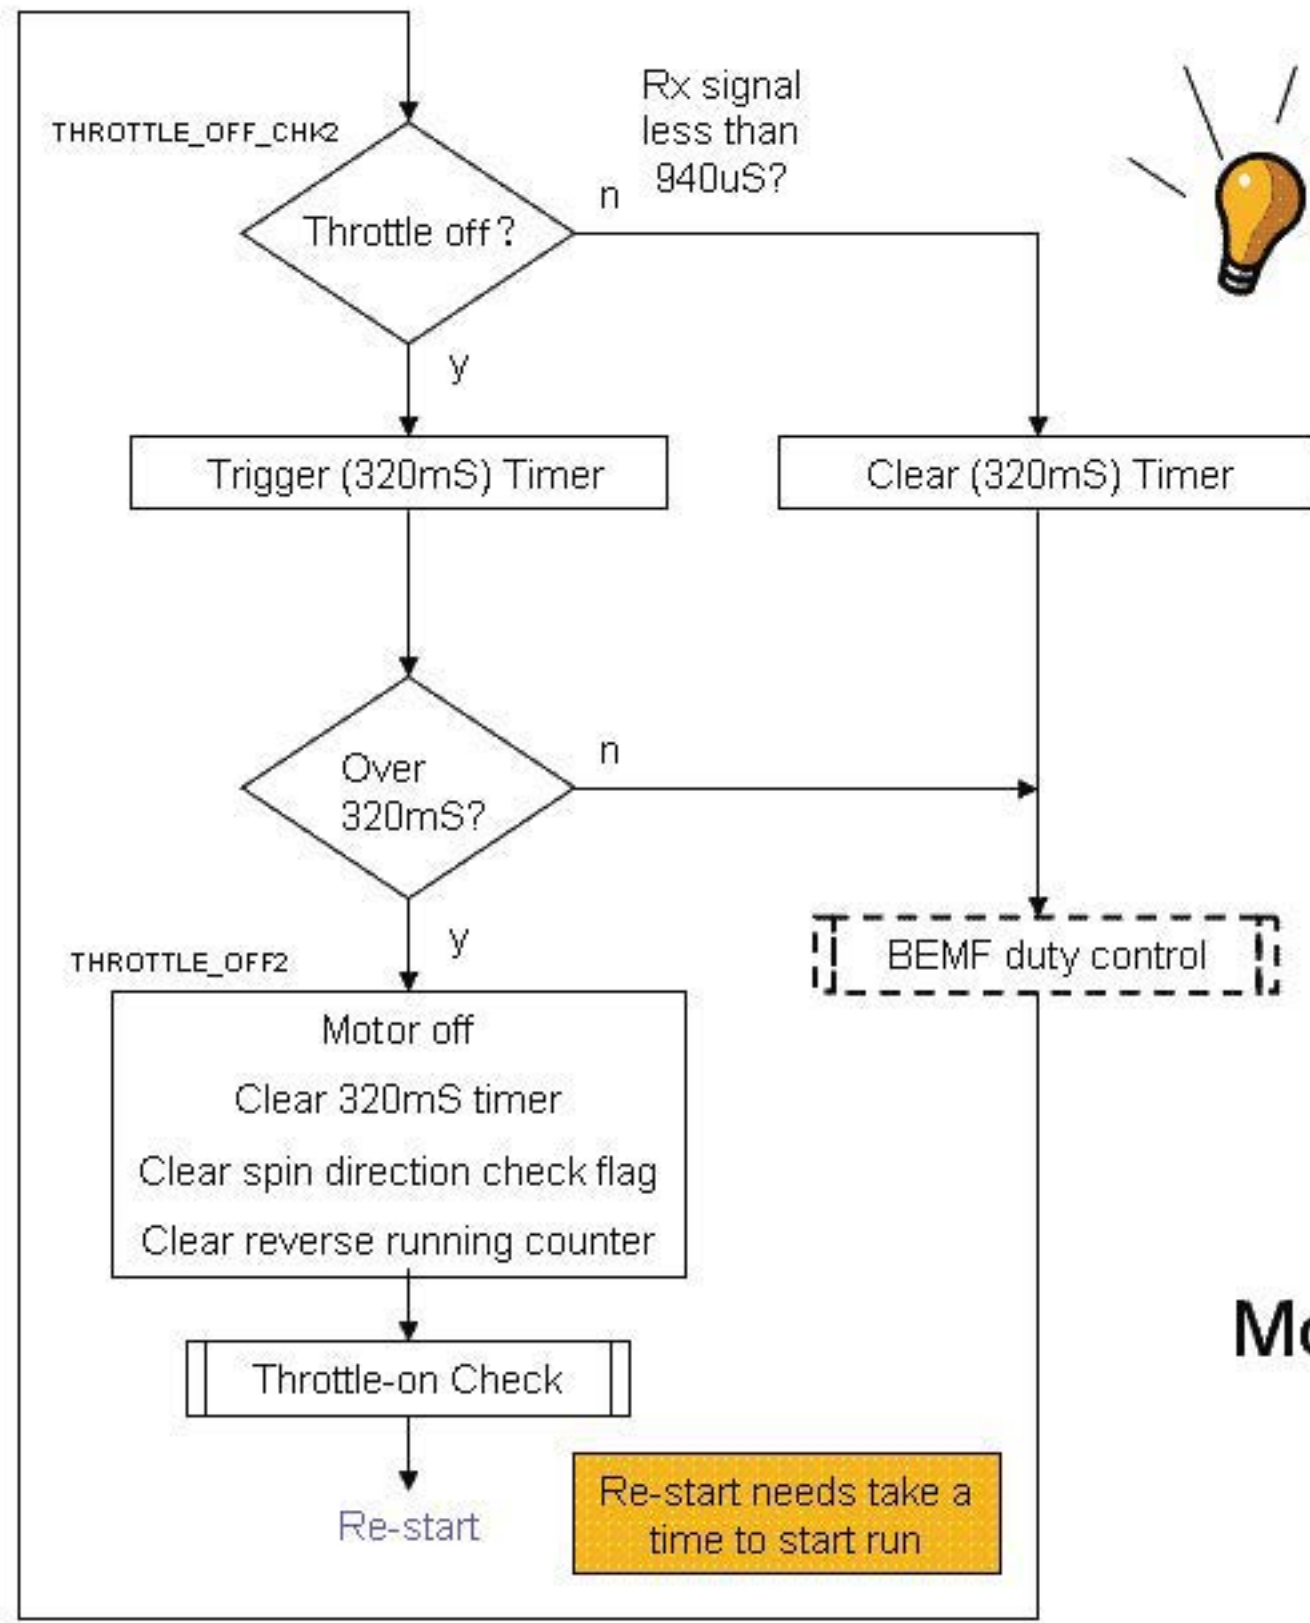 Rx signal
less than
940uS?
THROTTLE_OFF_CHK2
n
Throttle off?
y
Trigger (320mS) Timer
Clear (320mS) Timer
n
Over
320mS?
y
THROTTLE_OFF2
BEMF duty control
Motor off
Clear 320mS timer
Clear spin direction check flag
Clear reverse running counter
Throttle-on Check
Re-start needs take a
time to start run
Re-start